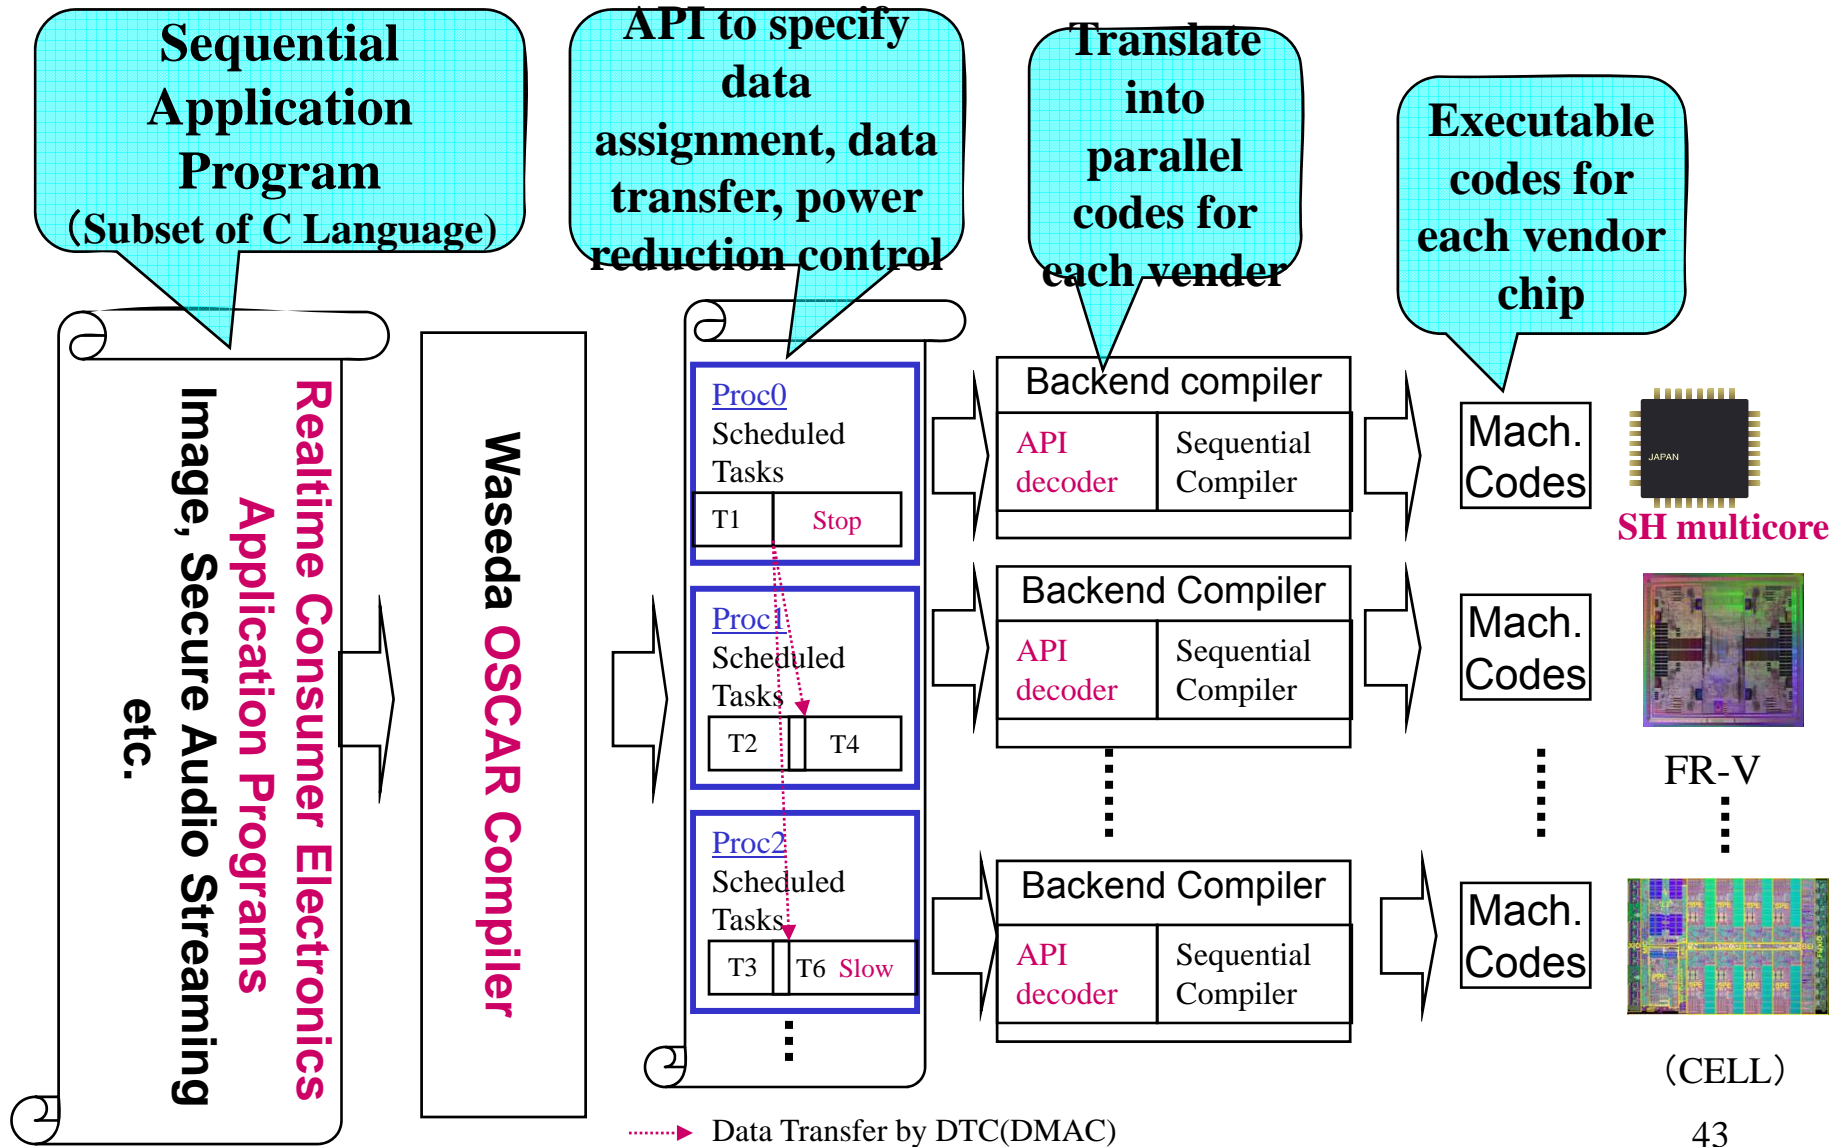 Sequential
Application
Program
（Subset of C Language)
API to specify
data
assignment, data
transfer, power
reduction control
Translate
into
parallel
codes for
each vender
Executable
codes for
each vendor
chip
Realtime Consumer Electronics
Application Programs
Image, Secure Audio Streaming
etc.
Waseda OSCAR Compiler
Proc0
Scheduled
Tasks
T1
Stop
Proc1
Scheduled
Tasks
T2
T4
Proc2
Scheduled
Tasks
T3
T6 Slow
Backend compiler
API
decoder
Sequential
Compiler
Backend Compiler
API
decoder
Sequential
Compiler
Backend Compiler
API
decoder
Sequential
Compiler
Mach.
Codes
Mach.
Codes
Mach.
Codes
JAPAN
SH multicore
FR-V
（CELL）
Data Transfer by DTC(DMAC)
43